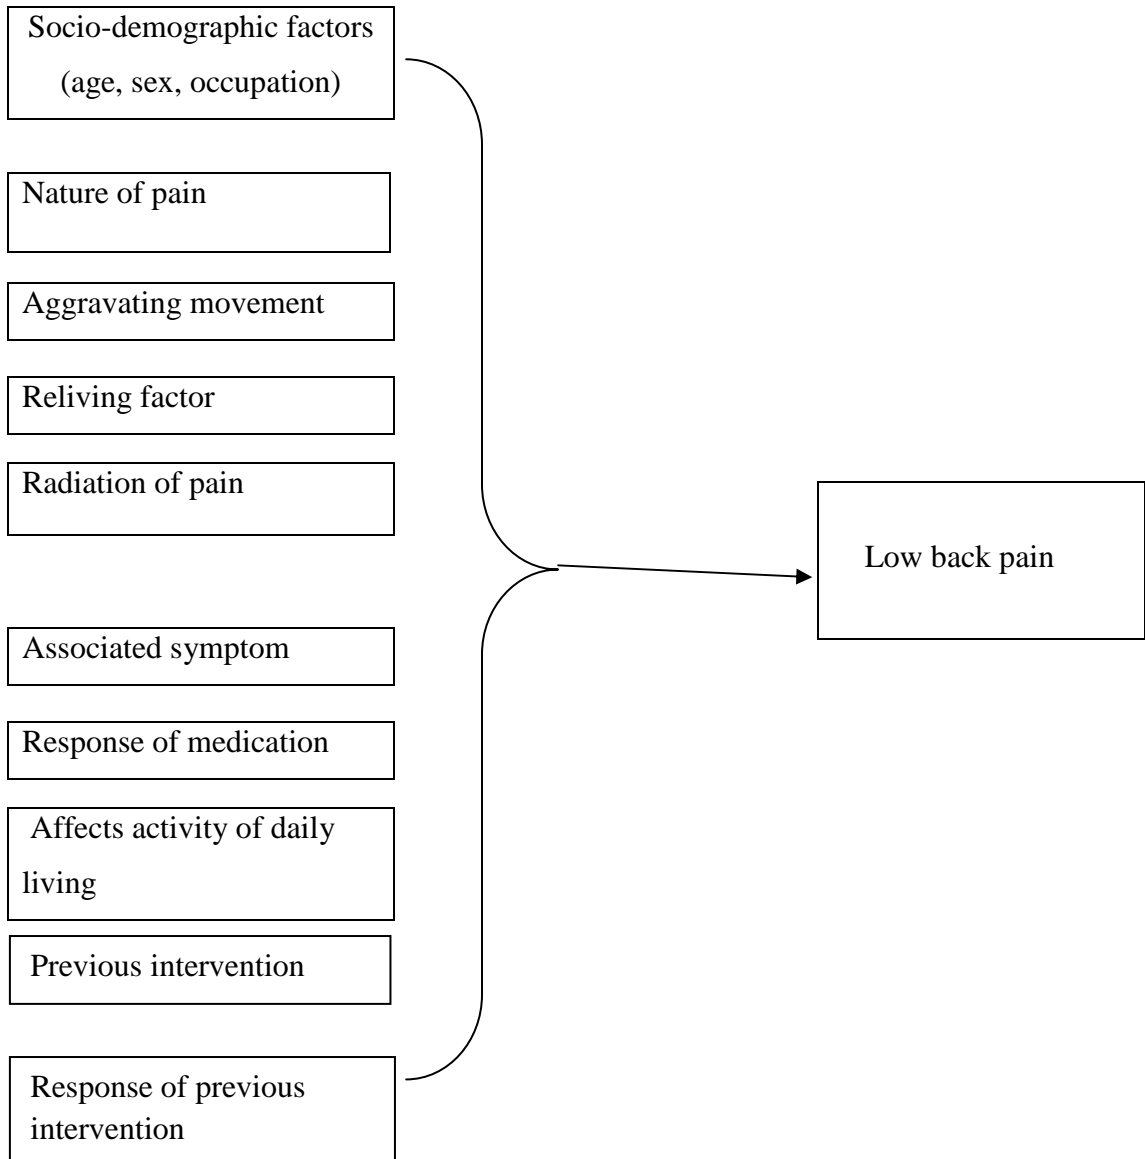 Socio-demographic factors
(age, sex, occupation)
Nature of pain
Aggravating movement
Reliving factor
Radiation of pain
Low back pain
Associated symptom
Response of medication
Affects activity of daily
living
Previous intervention
Response of previous
intervention